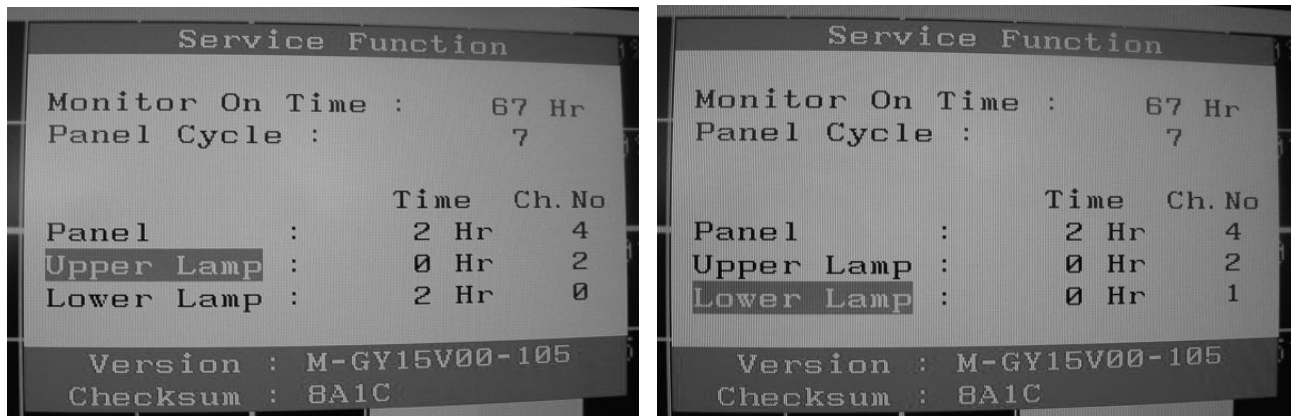 Service Function
Monitor On Time : 67 Hr
Panel Cycle : 7
Time Ch. No
Panel : 2 Hr 4
Upper Lamp : 0 Hr 2
Lower Lamp : 2 Hr 0
Version : M-GY15V00-105
Checksum : 8A1C
Service Function
Monitor On Time : 67 Hr
Panel Cycle : 7
Time Ch. No
Panel : 2 Hr 4
Upper Lamp : 0 Hr 2
Lower Lamp : 0 Hr 1
Version : M-GY15V00-105
Checksum : 8A1C